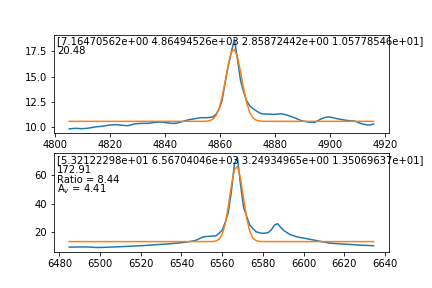 [7.16470562e+00 4.86494526e+03 2.85872442e+00 1.05778546e+01]
20.48
17.5
15.0
12.5
10.0
4800 4820 4840 4860 4880 4900 4920
[5.32122298e+01 6.56704046e+03 3.24934965e+00 1.35069637e+01]
172.91
Ratio = 8.44
Aᵥ = 4.41
60
40
20
6480 6500 6520 6540 6560 6580 6600 6620 6640